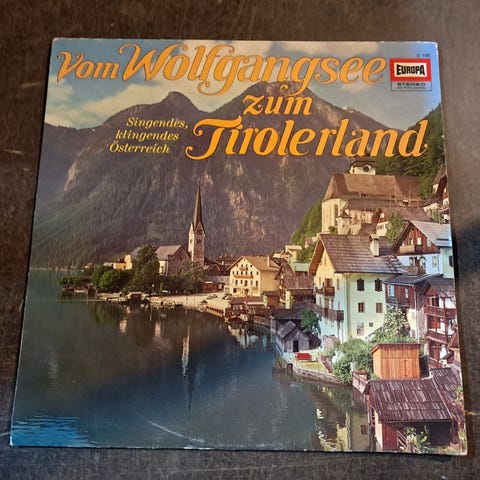 Vom Wolfgangsee
zum
Tirolerland
Singendes,
klingendes
Österreich
EUROPA
STEREO